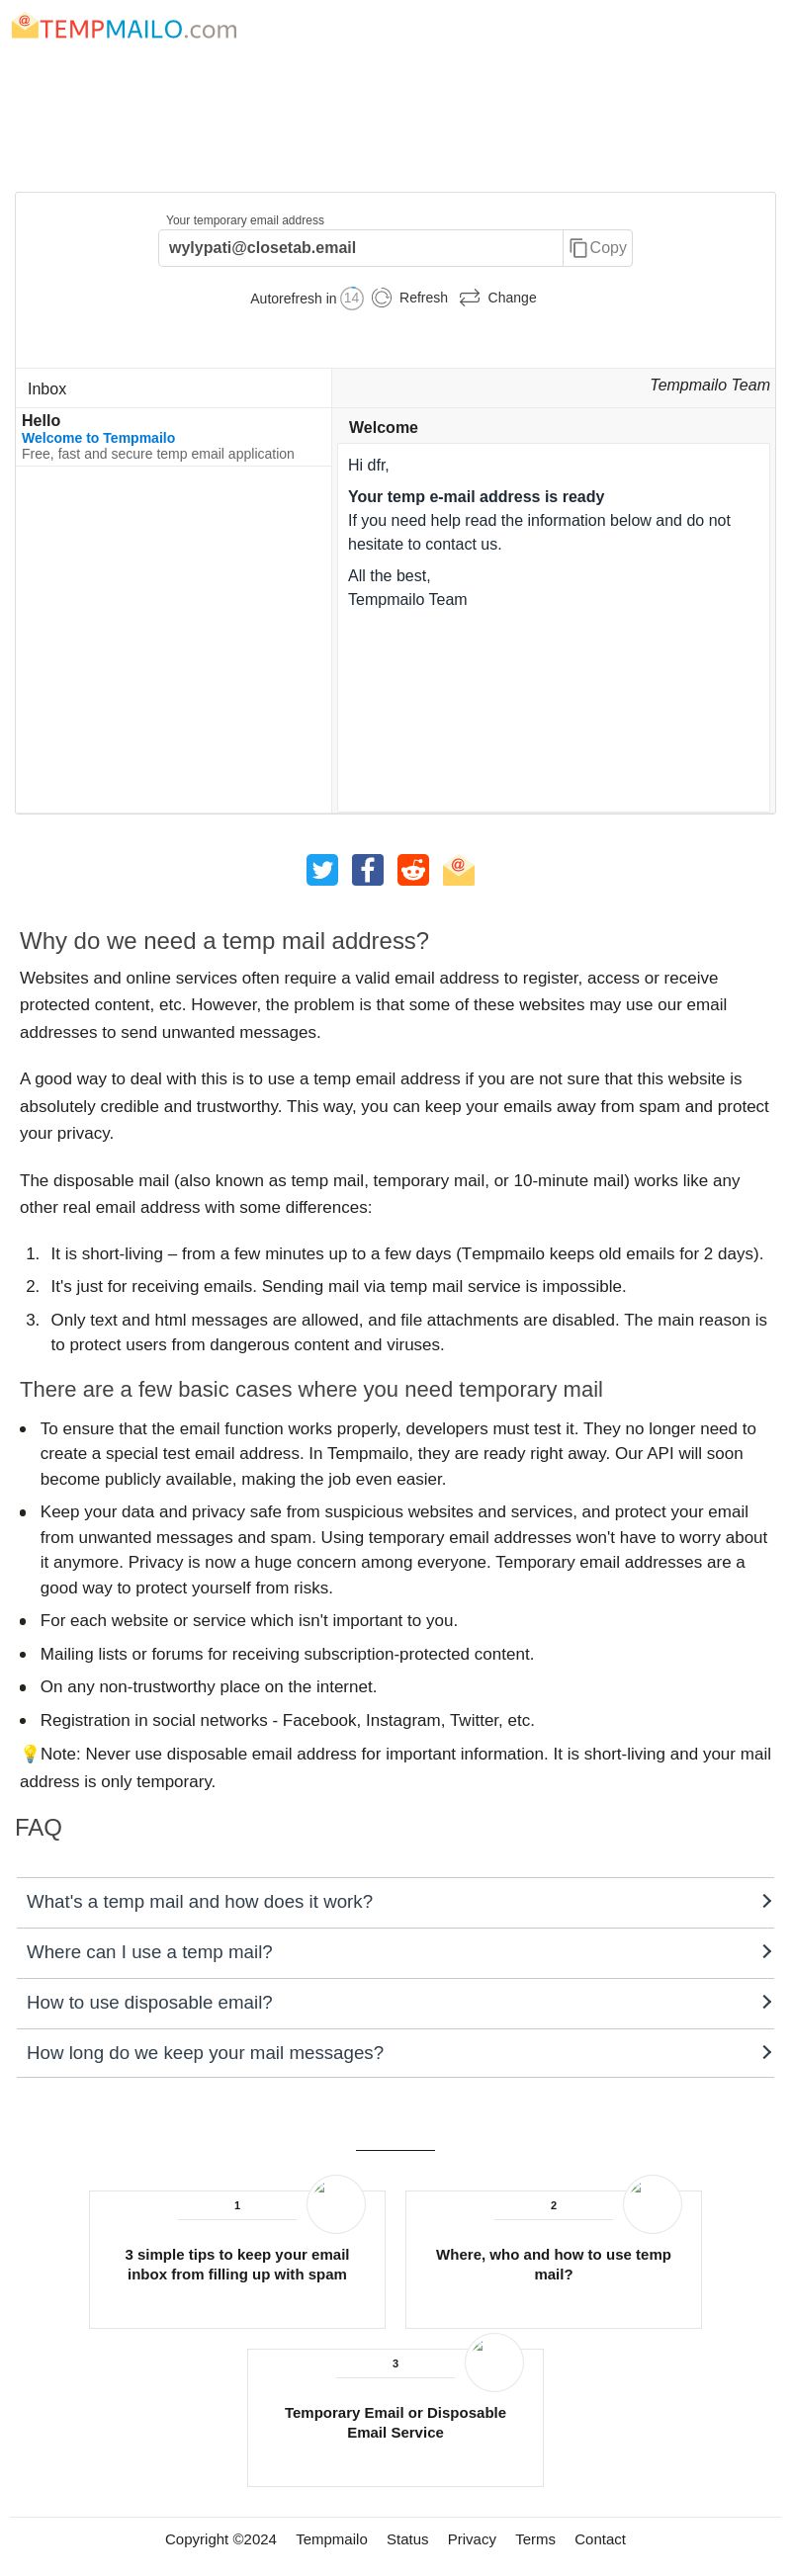 TEMPMAILO.com
Your temporary email address
wylypati@closetab.email
Copy
Autorefresh in 14 Refresh Change
Inbox
Tempmailo Team
Hello
Welcome to Tempmailo
Free, fast and secure temp email application
Welcome
Hi dfr,
Your temp e-mail address is ready
If you need help read the information below and do not
hesitate to contact us.
All the best,
Tempmailo Team
Why do we need a temp mail address?
Websites and online services often require a valid email address to register, access or receive
protected content, etc. However, the problem is that some of these websites may use our email
addresses to send unwanted messages.
A good way to deal with this is to use a temp email address if you are not sure that this website is
absolutely credible and trustworthy. This way, you can keep your emails away from spam and protect
your privacy.
The disposable mail (also known as temp mail, temporary mail, or 10-minute mail) works like any
other real email address with some differences:
1. It is short-living – from a few minutes up to a few days (Tempmailo keeps old emails for 2 days).
2. It's just for receiving emails. Sending mail via temp mail service is impossible.
3. Only text and html messages are allowed, and file attachments are disabled. The main reason is
to protect users from dangerous content and viruses.
There are a few basic cases where you need temporary mail
• To ensure that the email function works properly, developers must test it. They no longer need to
create a special test email address. In Tempmailo, they are ready right away. Our API will soon
become publicly available, making the job even easier.
• Keep your data and privacy safe from suspicious websites and services, and protect your email
from unwanted messages and spam. Using temporary email addresses won't have to worry about
it anymore. Privacy is now a huge concern among everyone. Temporary email addresses are a
good way to protect yourself from risks.
• For each website or service which isn't important to you.
• Mailing lists or forums for receiving subscription-protected content.
• On any non-trustworthy place on the internet.
• Registration in social networks - Facebook, Instagram, Twitter, etc.
💡Note: Never use disposable email address for important information. It is short-living and your mail
address is only temporary.
FAQ
What's a temp mail and how does it work?
Where can I use a temp mail?
How to use disposable email?
How long do we keep your mail messages?
1
3 simple tips to keep your email
inbox from filling up with spam
2
Where, who and how to use temp
mail?
3
Temporary Email or Disposable
Email Service
Copyright ©2024 Tempmailo Status Privacy Terms Contact